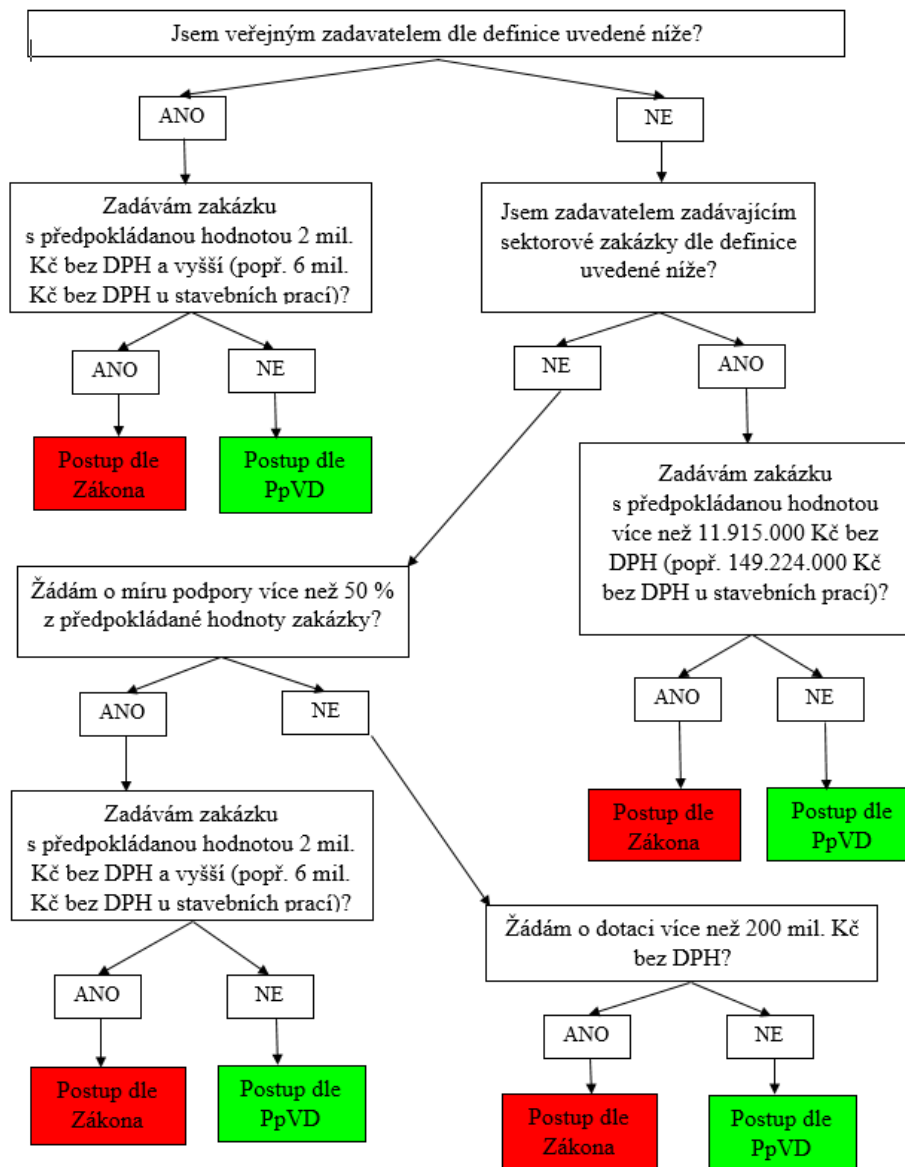 Jsem veřejným zadavatelem dle definice uvedené níže?
ANO
NE
Zadávám zakázku
s předpokládanou hodnotou 2 mil.
Kč bez DPH a vyšší (popř. 6 mil.
Kč bez DPH u stavebních prací)?
Jsem zadavatelem zadávajícím
sektorové zakázky dle definice
uvedené níže?
ANO
NE
NE
ANO
Postup dle
Zákona
Postup dle
PpVD
Zadávám zakázku
s předpokládanou hodnotou
více než 11.915.000 Kč bez
DPH (popř. 149.224.000 Kč
bez DPH u stavebních prací)?
Žádám o míru podpory více než 50 %
z předpokládané hodnoty zakázky?
ANO
NE
ANO
NE
Zadávám zakázku
s předpokládanou hodnotou 2 mil.
Kč bez DPH a vyšší (popř. 6 mil.
Kč bez DPH u stavebních prací)?
Postup dle
Zákona
Postup dle
PpVD
Žádám o dotaci více než 200 mil. Kč
bez DPH?
ANO
NE
ANO
NE
Postup dle
Zákona
Postup dle
PpVD
Postup dle
Zákona
Postup dle
PpVD